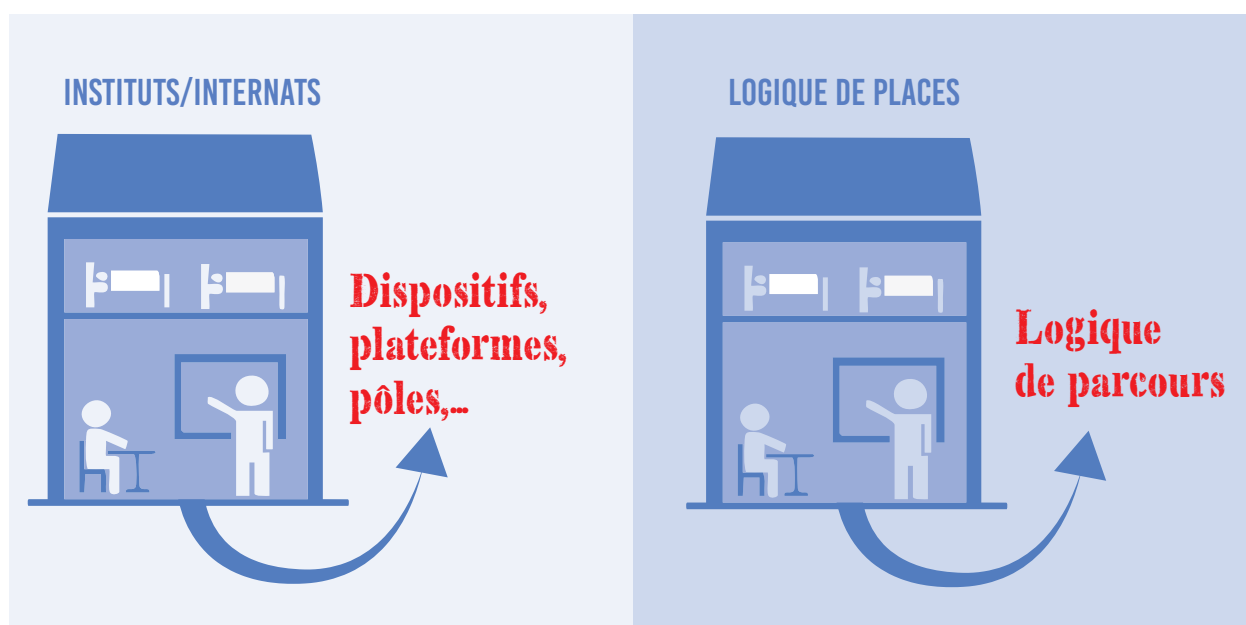 INSTITUTS/INTERNATS
Dispositifs,
plateformes,
pôles,...
LOGIQUE DE PLACES
Logique
de parcours